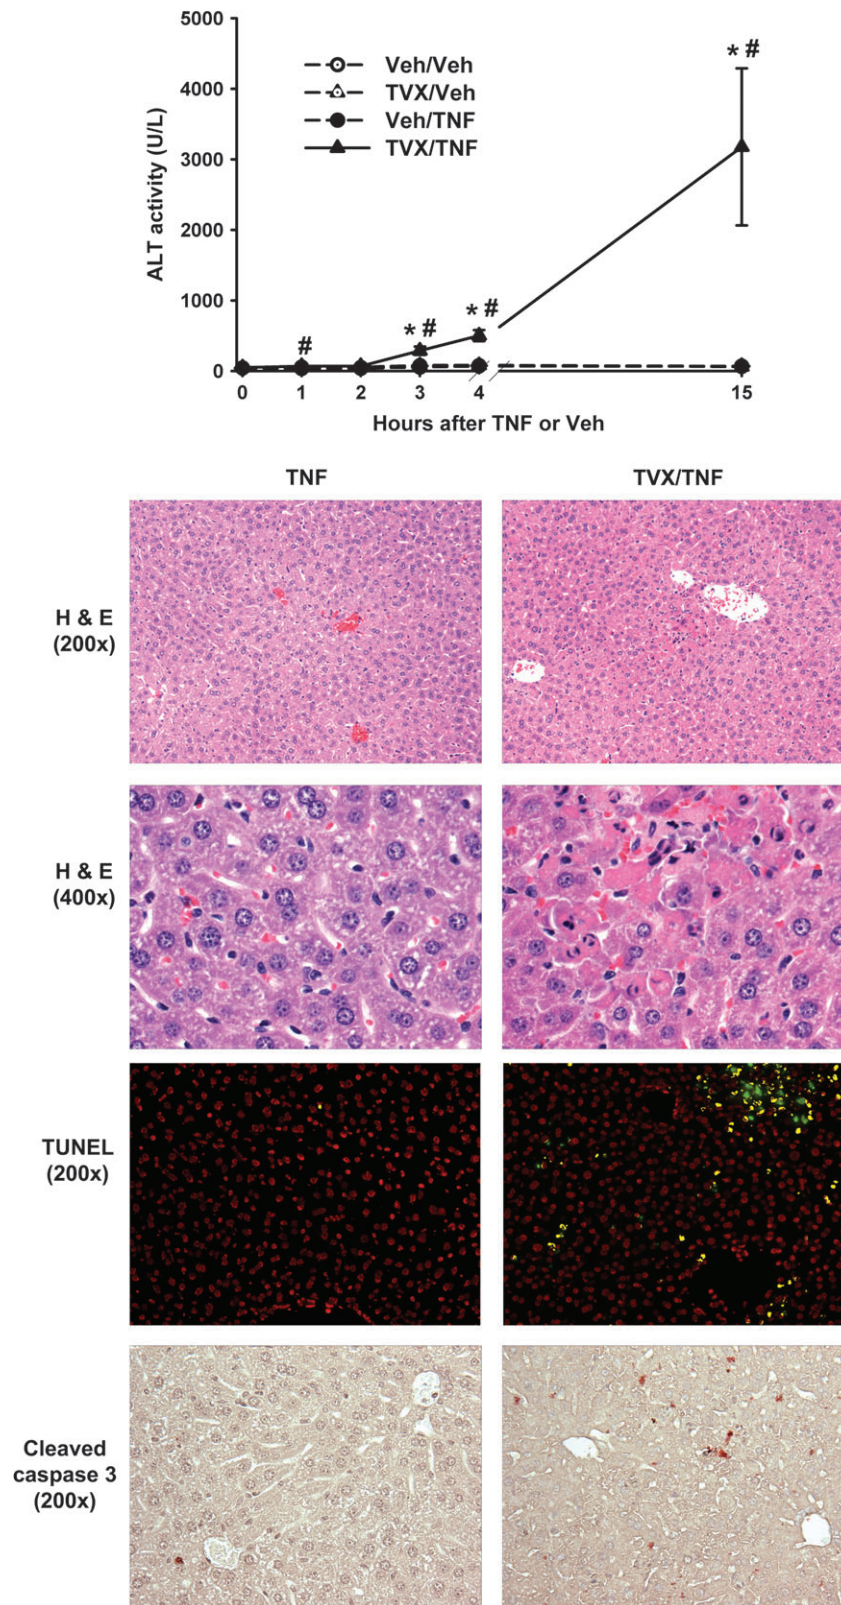 5000
4000
3000
2000
1000
0
ALT activity (U/L)
Veh/Veh
TVX/Veh
Veh/TNF
TVX/TNF
#
* #
* #
* #
0 1 2 3 4 15
Hours after TNF or Veh
TNF TVX/TNF
H & E
(200x)
H & E
(400x)
TUNEL
(200x)
Cleaved
caspase 3
(200x)